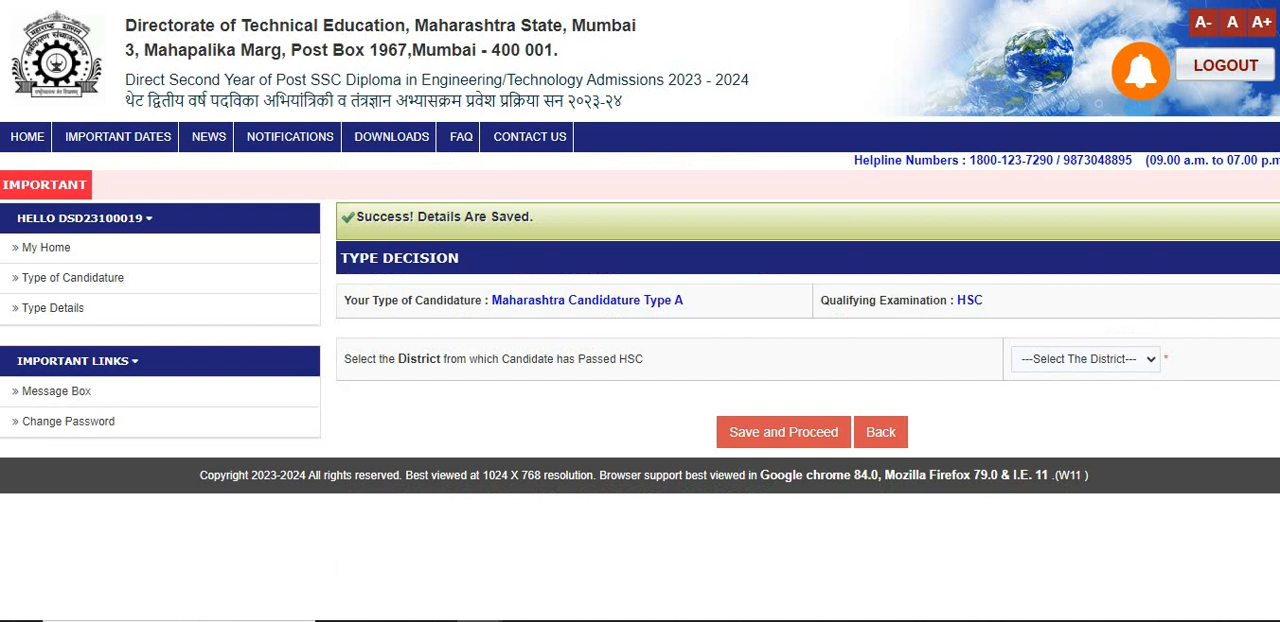 Directorate of Technical Education, Maharashtra State, Mumbai
3, Mahapalika Marg, Post Box 1967,Mumbai - 400 001.
Direct Second Year of Post SSC Diploma in Engineering/Technology Admissions 2023 - 2024
थेट द्वितीय वर्ष पदविका अभियांत्रिकी व तंत्रज्ञान अभ्यासक्रम प्रवेश प्रक्रिया सन २०२३-२४
A- A A+
LOGOUT
HOME IMPORTANT DATES NEWS NOTIFICATIONS DOWNLOADS FAQ CONTACT US
Helpline Numbers : 1800-123-7290 / 9873048895 (09.00 a.m. to 07.00 p.m
IMPORTANT
HELLO DSD23100019
» My Home
» Type of Candidature
» Type Details
IMPORTANT LINKS
» Message Box
» Change Password
Success! Details Are Saved.
TYPE DECISION
Your Type of Candidature : Maharashtra Candidature Type A Qualifying Examination : HSC
Select the District from which Candidate has Passed HSC ---Select The District--- *
Save and Proceed Back
Copyright 2023-2024 All rights reserved. Best viewed at 1024 X 768 resolution. Browser support best viewed in Google chrome 84.0, Mozilla Firefox 79.0 & I.E. 11 .(W11 )